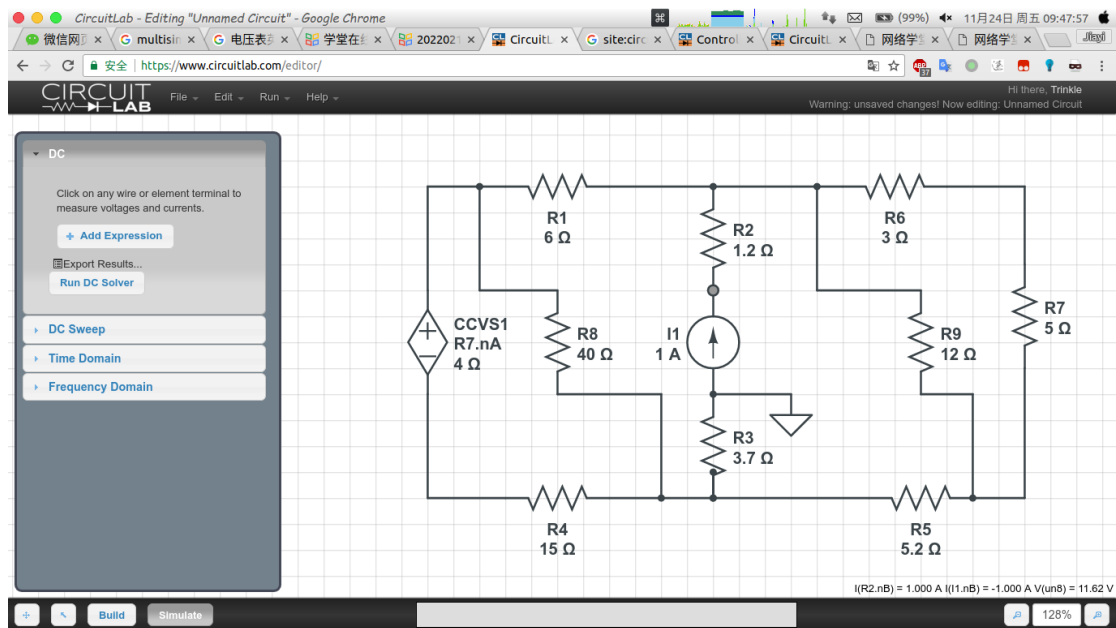 CircuitLab - Editing "Unnamed Circuit" - Google Chrome
(99%)
11月24日 周五 09:47:57
微信网页
multisim
电压表
学堂在
2022021
CircuitL
site:circ
Control
CircuitL
网络学
网络学
Jiayi
安全 | https://www.circuitlab.com/editor/
ABP
37
CIRCUIT
LAB
File
Edit
Run
Help
Hi there, Trinkle
Warning: unsaved changes! Now editing: Unnamed Circuit
DC
Click on any wire or element terminal to
measure voltages and currents.
Add Expression
Export Results...
Run DC Solver
DC Sweep
Time Domain
Frequency Domain
R1
6 Ω
R2
1.2 Ω
R6
3 Ω
CCVS1
R7.nA
4 Ω
R8
40 Ω
I1
1 A
R9
12 Ω
R7
5 Ω
R3
3.7 Ω
R4
15 Ω
R5
5.2 Ω
I(R2.nB) = 1.000 A I(I1.nB) = -1.000 A V(un8) = 11.62 V
Build
Simulate
128%